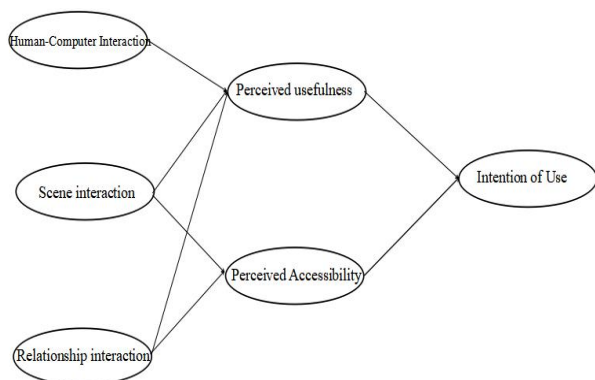 Human-Computer Interaction
Perceived usefulness
Scene interaction
Intention of Use
Perceived Accessibility
Relationship interaction